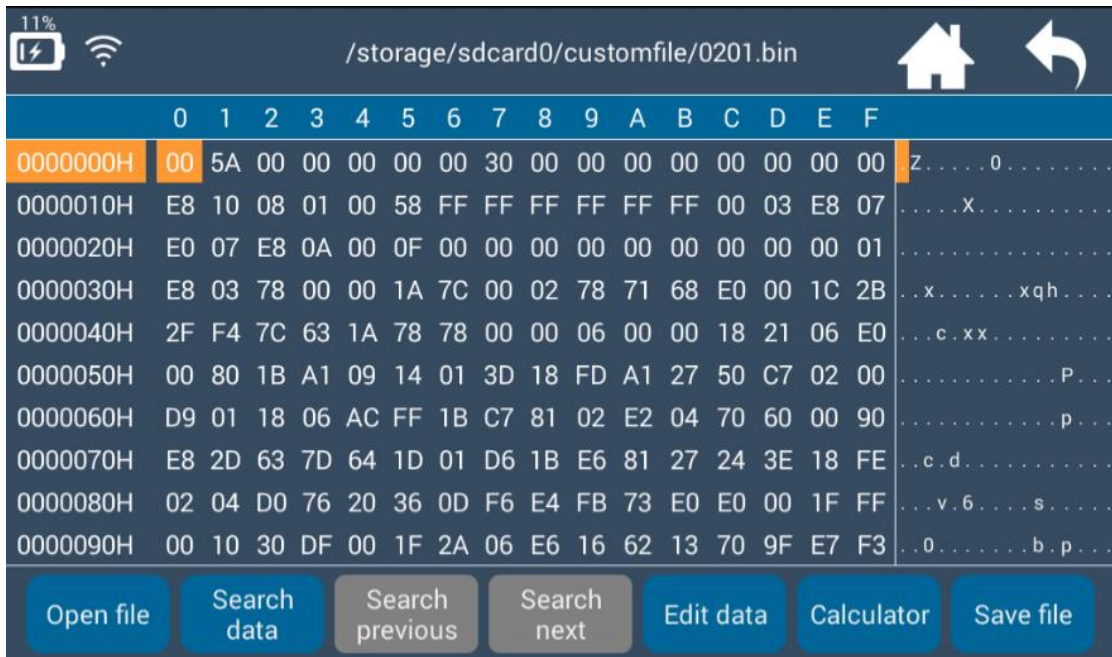 11%
/storage/sdcard0/customfile/0201.bin
0 1 2 3 4 5 6 7 8 9 A B C D E F
0000000H 00 5A 00 00 00 00 00 30 00 00 00 00 00 00 00 00 .Z.....0........
0000010H E8 10 08 01 00 58 FF FF FF FF FF FF 00 03 E8 07 .....X..........
0000020H E0 07 E8 0A 00 0F 00 00 00 00 00 00 00 00 00 01 ................
0000030H E8 03 78 00 00 1A 7C 00 02 78 71 68 E0 00 1C 2B ..x......xqh....
0000040H 2F F4 7C 63 1A 78 78 00 00 06 00 00 18 21 06 E0 ...c.xx.........
0000050H 00 80 1B A1 09 14 01 3D 18 FD A1 27 50 C7 02 00 ............P...
0000060H D9 01 18 06 AC FF 1B C7 81 02 E2 04 70 60 00 90 ............p...
0000070H E8 2D 63 7D 64 1D 01 D6 1B E6 81 27 24 3E 18 FE ..c.d...........
0000080H 02 04 D0 76 20 36 0D F6 E4 FB 73 E0 E0 00 1F FF ...v.6....s.....
0000090H 00 10 30 DF 00 1F 2A 06 E6 16 62 13 70 9F E7 F3 ..0.......b.p...
Open file
Search data
Search previous
Search next
Edit data
Calculator
Save file